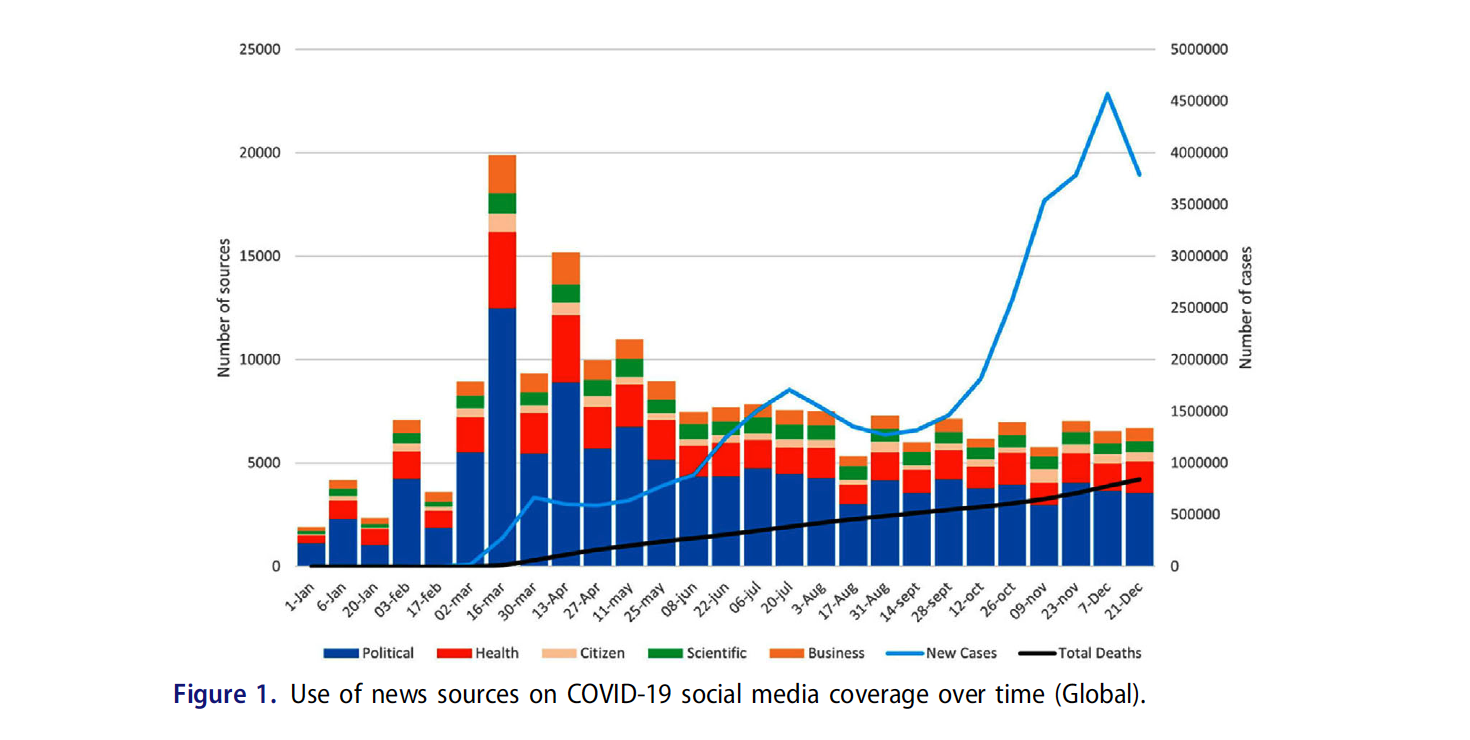 25000
20000
15000
10000
5000
0
Number of sources
5000000
4500000
4000000
3500000
3000000
2500000
2000000
1500000
1000000
500000
0
Number of cases
1-Jan
6-Jan
20-Jan
03-feb
17-feb
02-mar
16-mar
30-mar
13-Apr
27-Apr
11-may
25-may
08-jun
22-jun
06-jul
20-jul
3-Aug
17-Aug
31-Aug
14-sept
28-sept
12-oct
26-oct
09-nov
23-nov
7-Dec
21-Dec
Political Health Citizen Scientific Business New Cases Total Deaths
Figure 1. Use of news sources on COVID-19 social media coverage over time (Global).